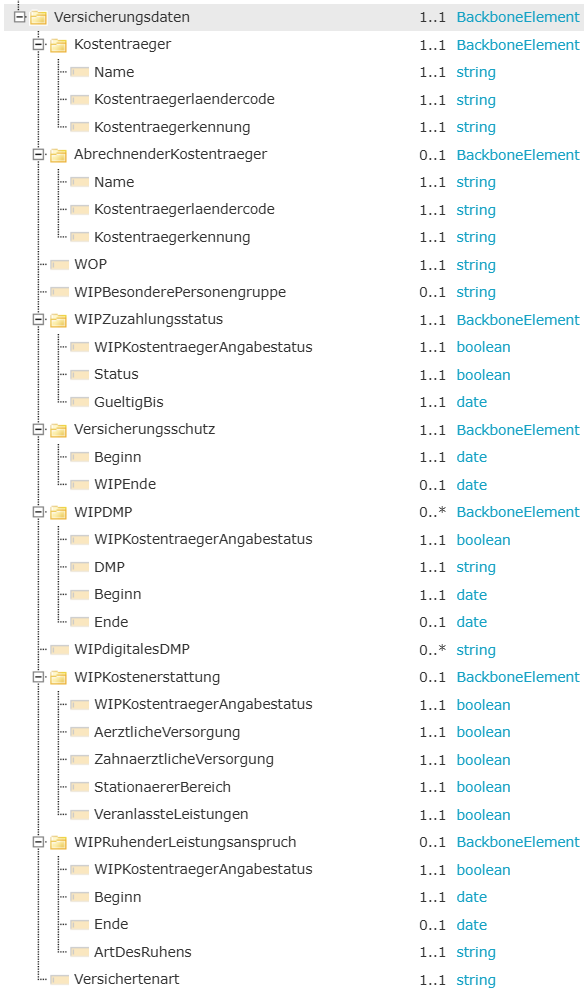 Versicherungsdaten 1..1 BackboneElement
Kostentraeger 1..1 BackboneElement
Name 1..1 string
Kostentraegerlaendercode 1..1 string
Kostentraegerkennung 1..1 string
AbrechnenderKostentraeger 0..1 BackboneElement
Name 1..1 string
Kostentraegerlaendercode 1..1 string
Kostentraegerkennung 1..1 string
WOP 1..1 string
WIPBesonderePersonengruppe 0..1 string
WIPZuzahlungsstatus 1..1 BackboneElement
WIPKostentraegerAngabestatus 1..1 boolean
Status 1..1 boolean
GueltigBis 1..1 date
Versicherungsschutz 1..1 BackboneElement
Beginn 1..1 date
WIPEnde 0..1 date
WIPDMP 0..* BackboneElement
WIPKostentraegerAngabestatus 1..1 boolean
DMP 1..1 string
Beginn 1..1 date
Ende 0..1 date
WIPdigitalesDMP 0..* string
WIPKostenerstattung 0..1 BackboneElement
WIPKostentraegerAngabestatus 1..1 boolean
AerztlicheVersorgung 1..1 boolean
ZahnaerztlicheVersorgung 1..1 boolean
StationaererBereich 1..1 boolean
VeranlassteLeistungen 1..1 boolean
WIPRuhenderLeistungsanspruch 0..1 BackboneElement
WIPKostentraegerAngabestatus 1..1 boolean
Beginn 1..1 date
Ende 0..1 date
ArtDesRuhens 1..1 string
Versichertenart 1..1 string